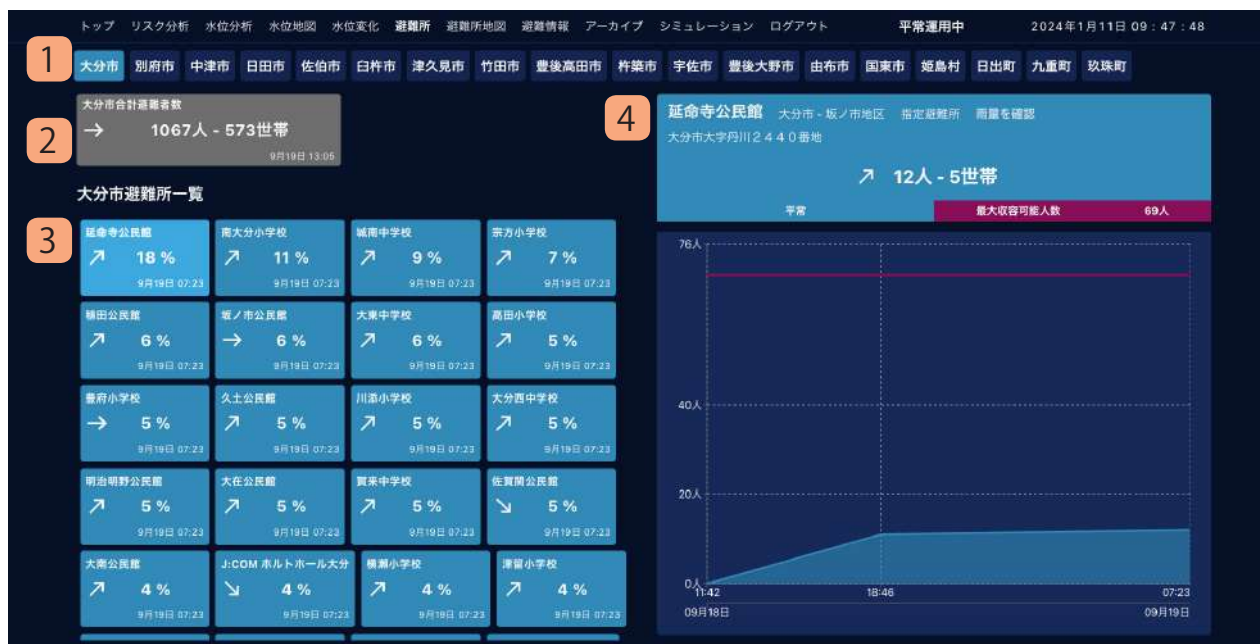 トップ リスク分析 水位分析 水位地図 水位変化 避難所 避難所地図 避難情報 アーカイブ シミュレーション ログアウト 平常運用中 2024年1月11日 09：47：48
1
大分市 別府市 中津市 日田市 佐伯市 臼杵市 津久見市 竹田市 豊後高田市 杵築市 宇佐市 豊後大野市 由布市 国東市 姫島村 日出町 九重町 玖珠町
2
大分市合計避難者数
→ 1067人 - 573世帯
9月19日 13:05
大分市避難所一覧
3
延命寺公民館 南大分小学校 城南中学校 宗方小学校
↗ 18 % ↗ 11 % ↗ 9 % ↗ 7 %
9月19日 07:23 9月19日 07:23 9月19日 07:23 9月19日 07:23
稙田公民館 坂ノ市公民館 大東中学校 高田小学校
↗ 6 % → 6 % ↗ 6 % ↗ 5 %
9月19日 07:23 9月19日 07:23 9月19日 07:23 9月19日 07:23
豊府小学校 久土公民館 川添小学校 大分西中学校
→ 5 % ↗ 5 % ↗ 5 % ↗ 5 %
9月19日 07:23 9月19日 07:23 9月19日 07:23 9月19日 07:23
明治明野公民館 大在公民館 賀来中学校 佐賀関公民館
↗ 5 % ↗ 5 % ↗ 5 % ↘ 5 %
9月19日 07:23 9月19日 07:23 9月19日 07:23 9月19日 07:23
大南公民館 J:COM ホルトホール大分 横瀬小学校 津留小学校
↗ 4 % ↘ 4 % ↗ 4 % ↗ 4 %
9月19日 07:23 9月19日 07:23 9月19日 07:23 9月19日 07:23
4
延命寺公民館 大分市 - 坂ノ市地区 指定避難所 雨量を確認
大分市大字丹川２４４０番地
↗ 12人 - 5世帯
平常 最大収容可能人数 69人
76人
40人
20人
0人
11:42 18:46 07:23
09月18日 09月19日